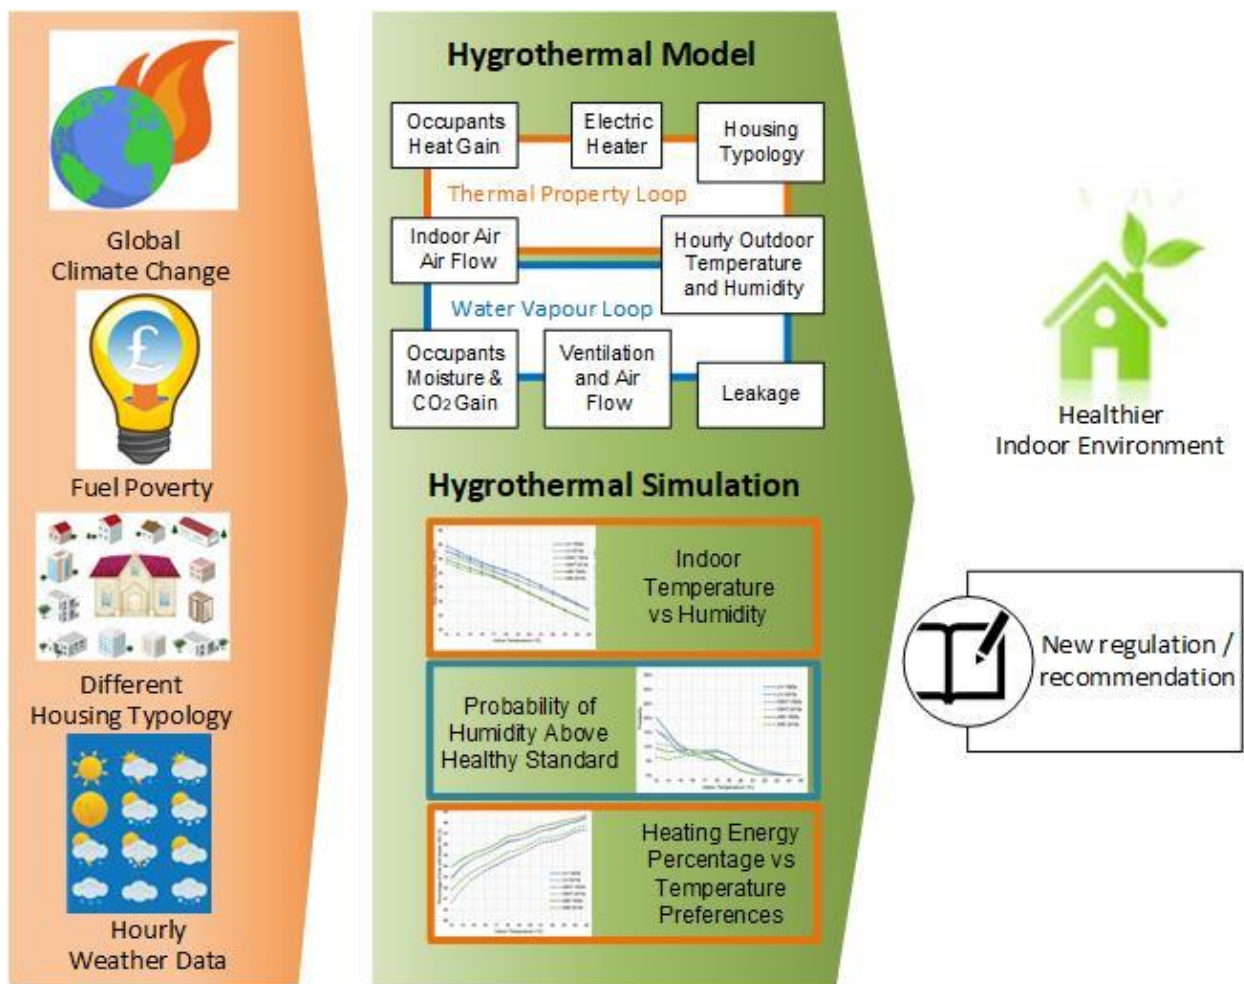 Global
Climate Change
£
Fuel Poverty
Different
Housing Typology
Hourly
Weather Data
Hygrothermal Model
Occupants
Heat Gain
Electric
Heater
Housing
Typology
Thermal Property Loop
Indoor Air
Air Flow
Hourly Outdoor
Temperature
and Humidity
Water Vapour Loop
Occupants
Moisture &
CO2 Gain
Ventilation
and Air
Flow
Leakage
Hygrothermal Simulation
Indoor
Temperature
vs Humidity
Probability of
Humidity Above
Healthy Standard
Heating Energy
Percentage vs
Temperature
Preferences
Healthier
Indoor Environment
New regulation /
recommendation